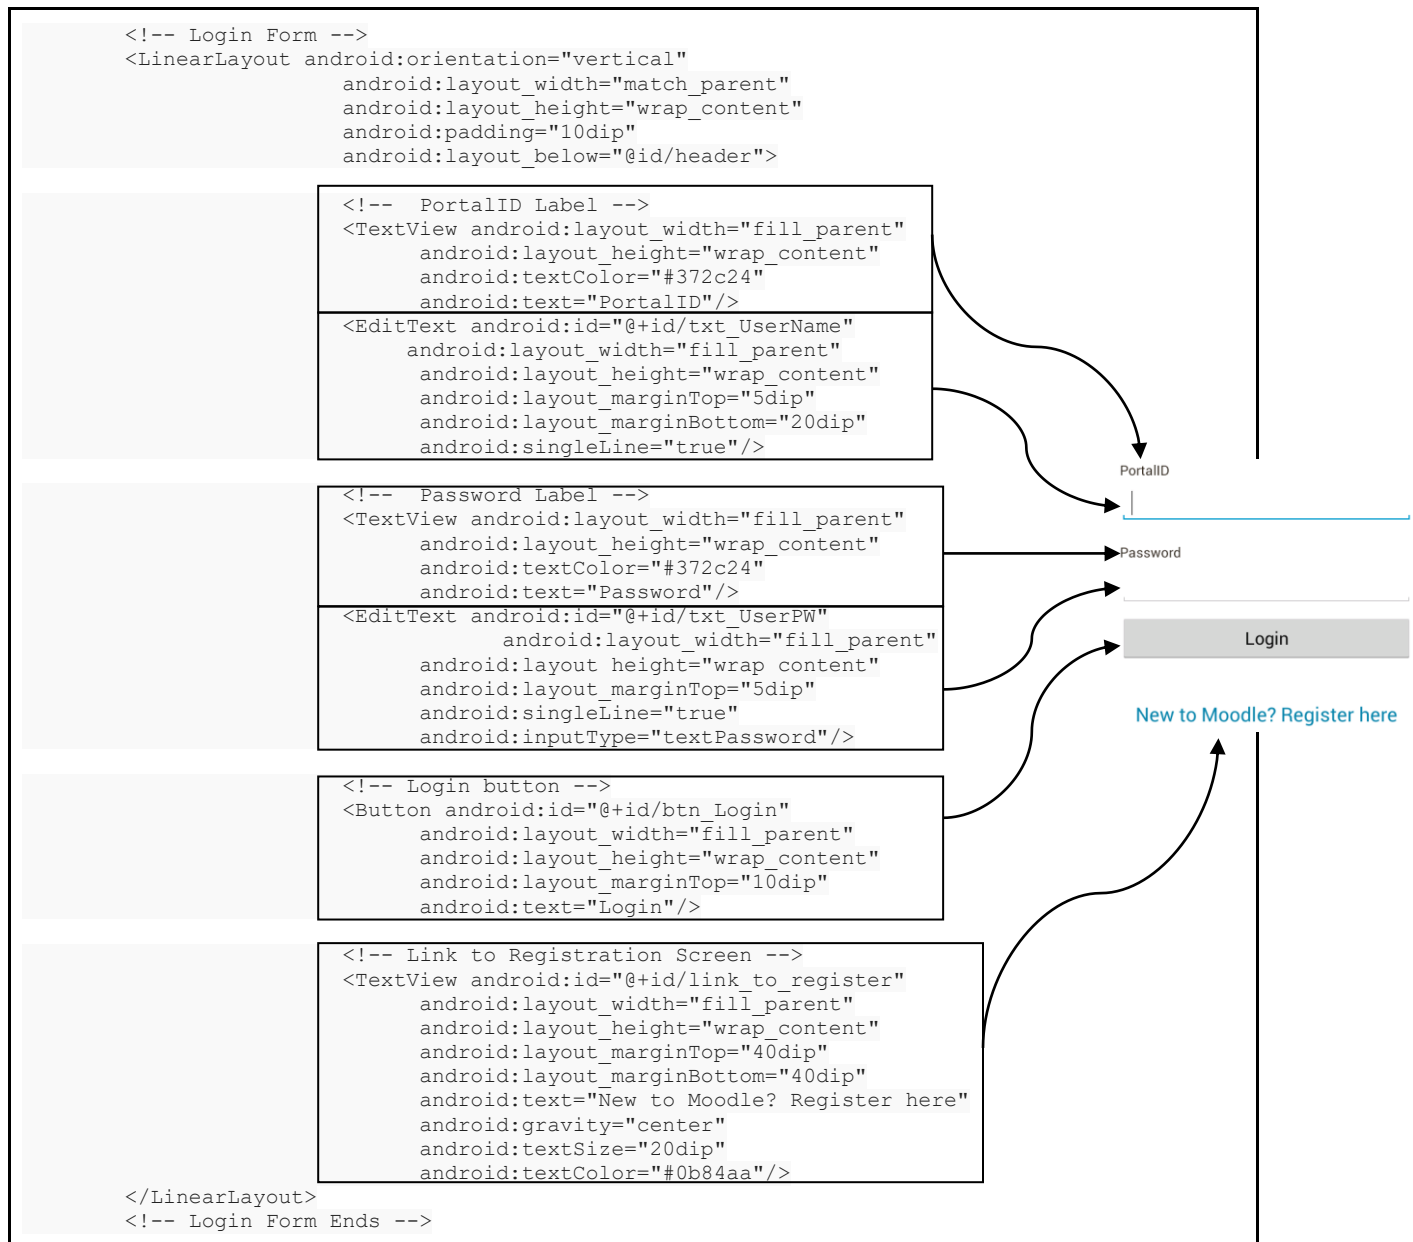 <!-- Login Form -->
<LinearLayout android:orientation="vertical"
android:layout_width="match_parent"
android:layout_height="wrap_content"
android:padding="10dip"
android:layout_below="@id/header">
<!--  PortalID Label -->
<TextView android:layout_width="fill_parent"
android:layout_height="wrap_content"
android:textColor="#372c24"
android:text="PortalID"/>
<EditText android:id="@+id/txt_UserName"
android:layout_width="fill_parent"
android:layout_height="wrap_content"
android:layout_marginTop="5dip"
android:layout_marginBottom="20dip"
android:singleLine="true"/>
<!--  Password Label -->
<TextView android:layout_width="fill_parent"
android:layout_height="wrap_content"
android:textColor="#372c24"
android:text="Password"/>
<EditText android:id="@+id/txt_UserPW"
android:layout_width="fill_parent"
android:layout_height="wrap_content"
android:layout_marginTop="5dip"
android:singleLine="true"
android:inputType="textPassword"/>
<!-- Login button -->
<Button android:id="@+id/btn_Login"
android:layout_width="fill_parent"
android:layout_height="wrap_content"
android:layout_marginTop="10dip"
android:text="Login"/>
<!-- Link to Registration Screen -->
<TextView android:id="@+id/link_to_register"
android:layout_width="fill_parent"
android:layout_height="wrap_content"
android:layout_marginTop="40dip"
android:layout_marginBottom="40dip"
android:text="New to Moodle? Register here"
android:gravity="center"
android:textSize="20dip"
android:textColor="#0b84aa"/>
</LinearLayout>
<!-- Login Form Ends -->
PortalID
Password
Login
New to Moodle? Register here